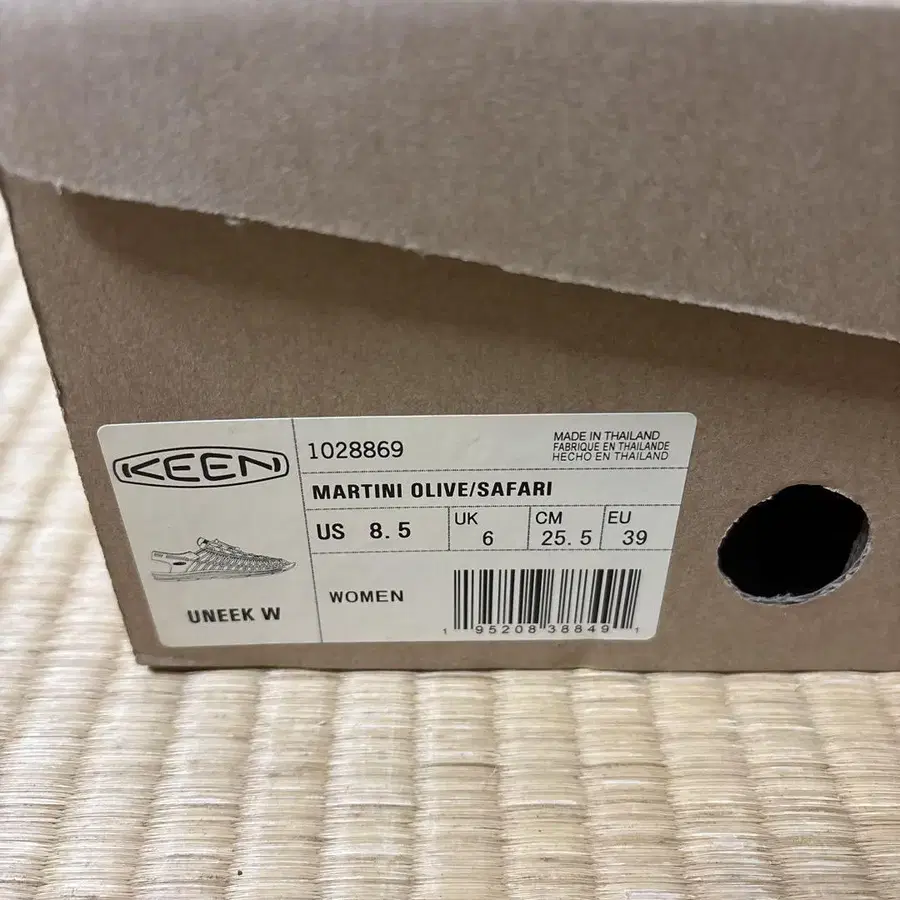 KEEN
UNEEK W
1028869
MADE IN THAILAND
FABRIQUE EN THAILANDE
HECHO EN THAILAND
MARTINI OLIVE/SAFARI
US 8.5
UK 6
CM 25.5
EU 39
WOMEN
1 95208 38849 1